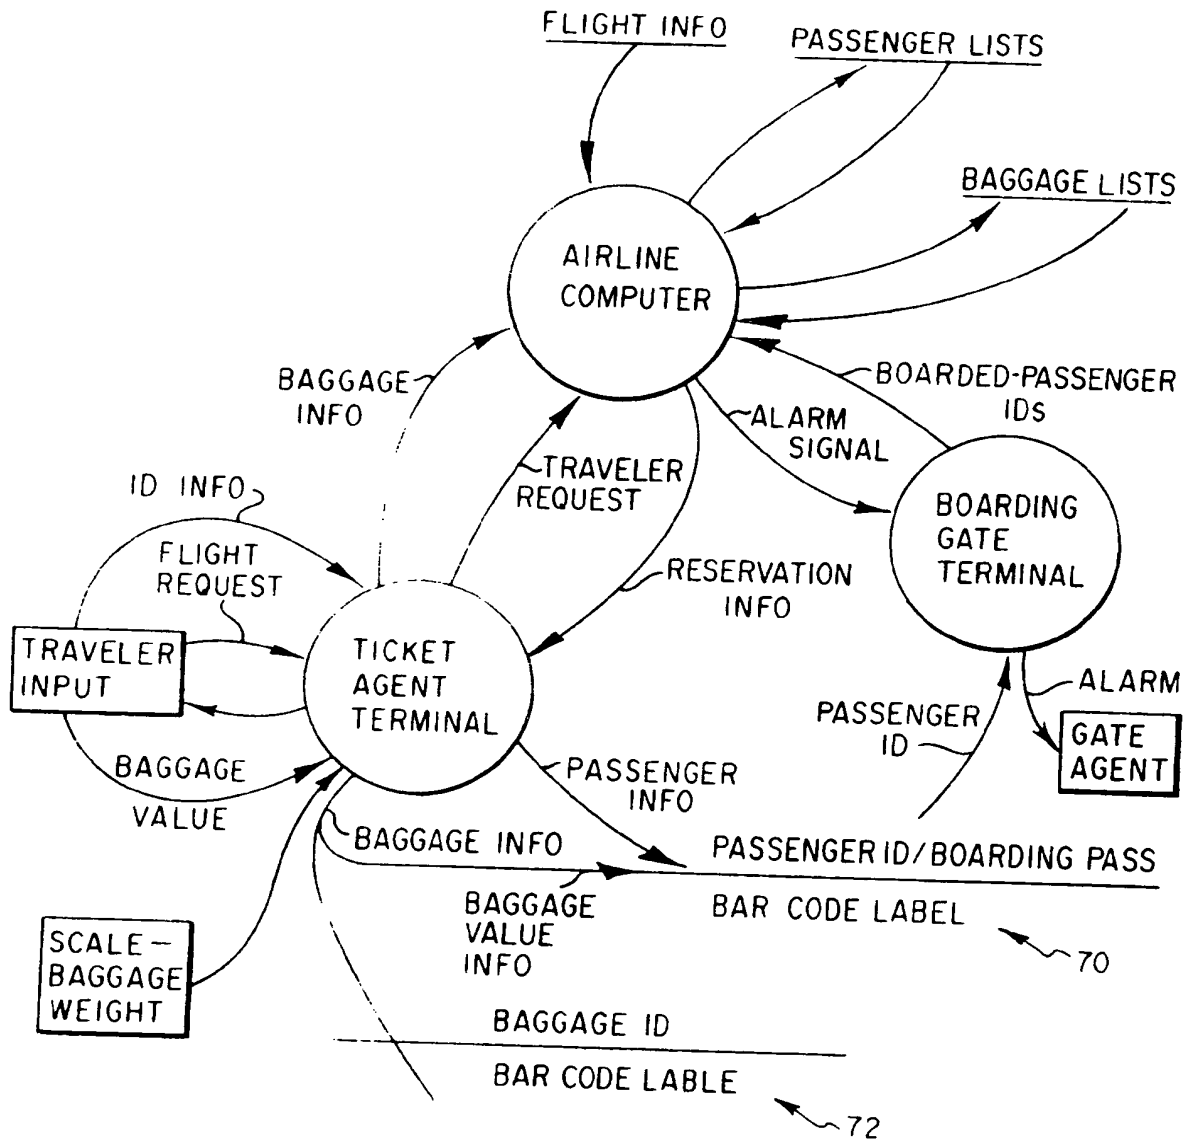 FLIGHT INFO
PASSENGER LISTS
BAGGAGE LISTS
AIRLINE
COMPUTER
BAGGAGE
INFO
BOARDED-PASSENGER
IDs
ALARM
SIGNAL
TRAVELER
REQUEST
ID INFO
FLIGHT
REQUEST
BOARDING
GATE
TERMINAL
RESERVATION
INFO
TRAVELER
INPUT
TICKET
AGENT
TERMINAL
ALARM
PASSENGER
ID
GATE
AGENT
BAGGAGE
VALUE
PASSENGER
INFO
BAGGAGE INFO
PASSENGER ID/BOARDING PASS
BAGGAGE
VALUE
INFO
BAR CODE LABEL
70
SCALE-
BAGGAGE
WEIGHT
BAGGAGE ID
BAR CODE LABLE
72